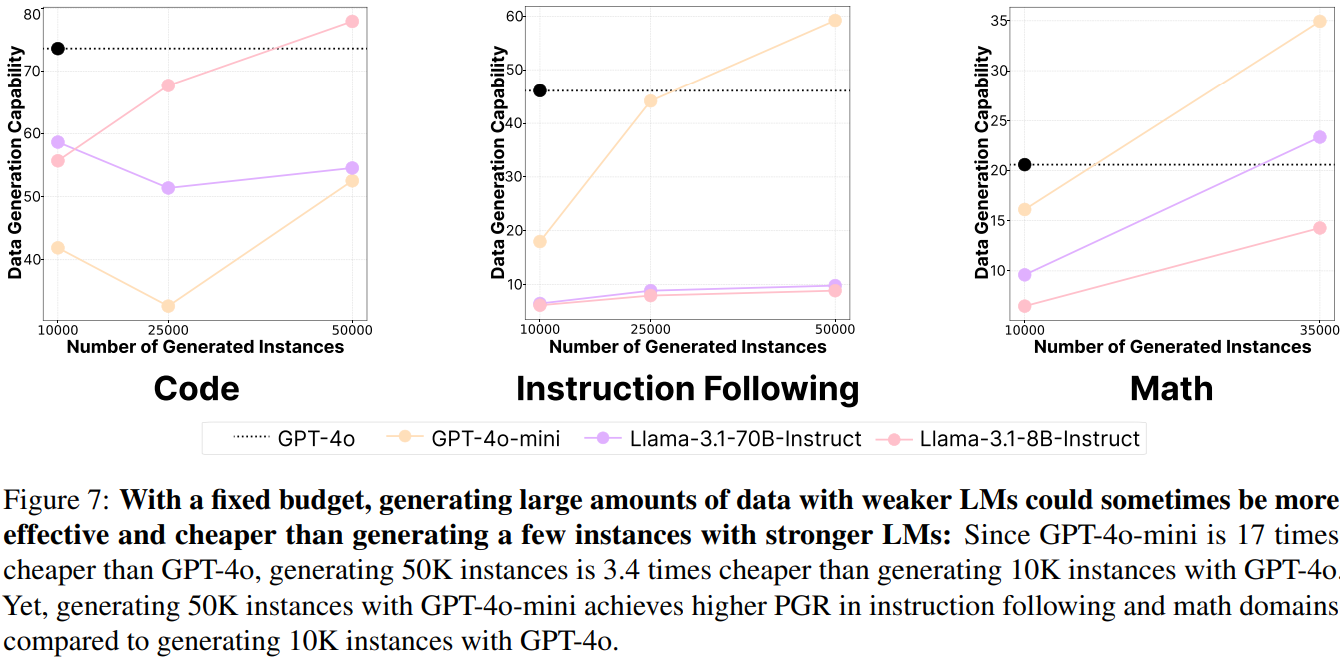 80
70
60
50
40
Data Generation Capability
10000 25000 50000
Number of Generated Instances
Code
60
50
40
30
20
10
Data Generation Capability
10000 25000 50000
Number of Generated Instances
Instruction Following
35
30
25
20
15
10
Data Generation Capability
10000 35000
Number of Generated Instances
Math
GPT-4o GPT-4o-mini Llama-3.1-70B-Instruct Llama-3.1-8B-Instruct
Figure 7: With a fixed budget, generating large amounts of data with weaker LMs could sometimes be more
effective and cheaper than generating a few instances with stronger LMs: Since GPT-4o-mini is 17 times
cheaper than GPT-4o, generating 50K instances is 3.4 times cheaper than generating 10K instances with GPT-4o.
Yet, generating 50K instances with GPT-4o-mini achieves higher PGR in instruction following and math domains
compared to generating 10K instances with GPT-4o.